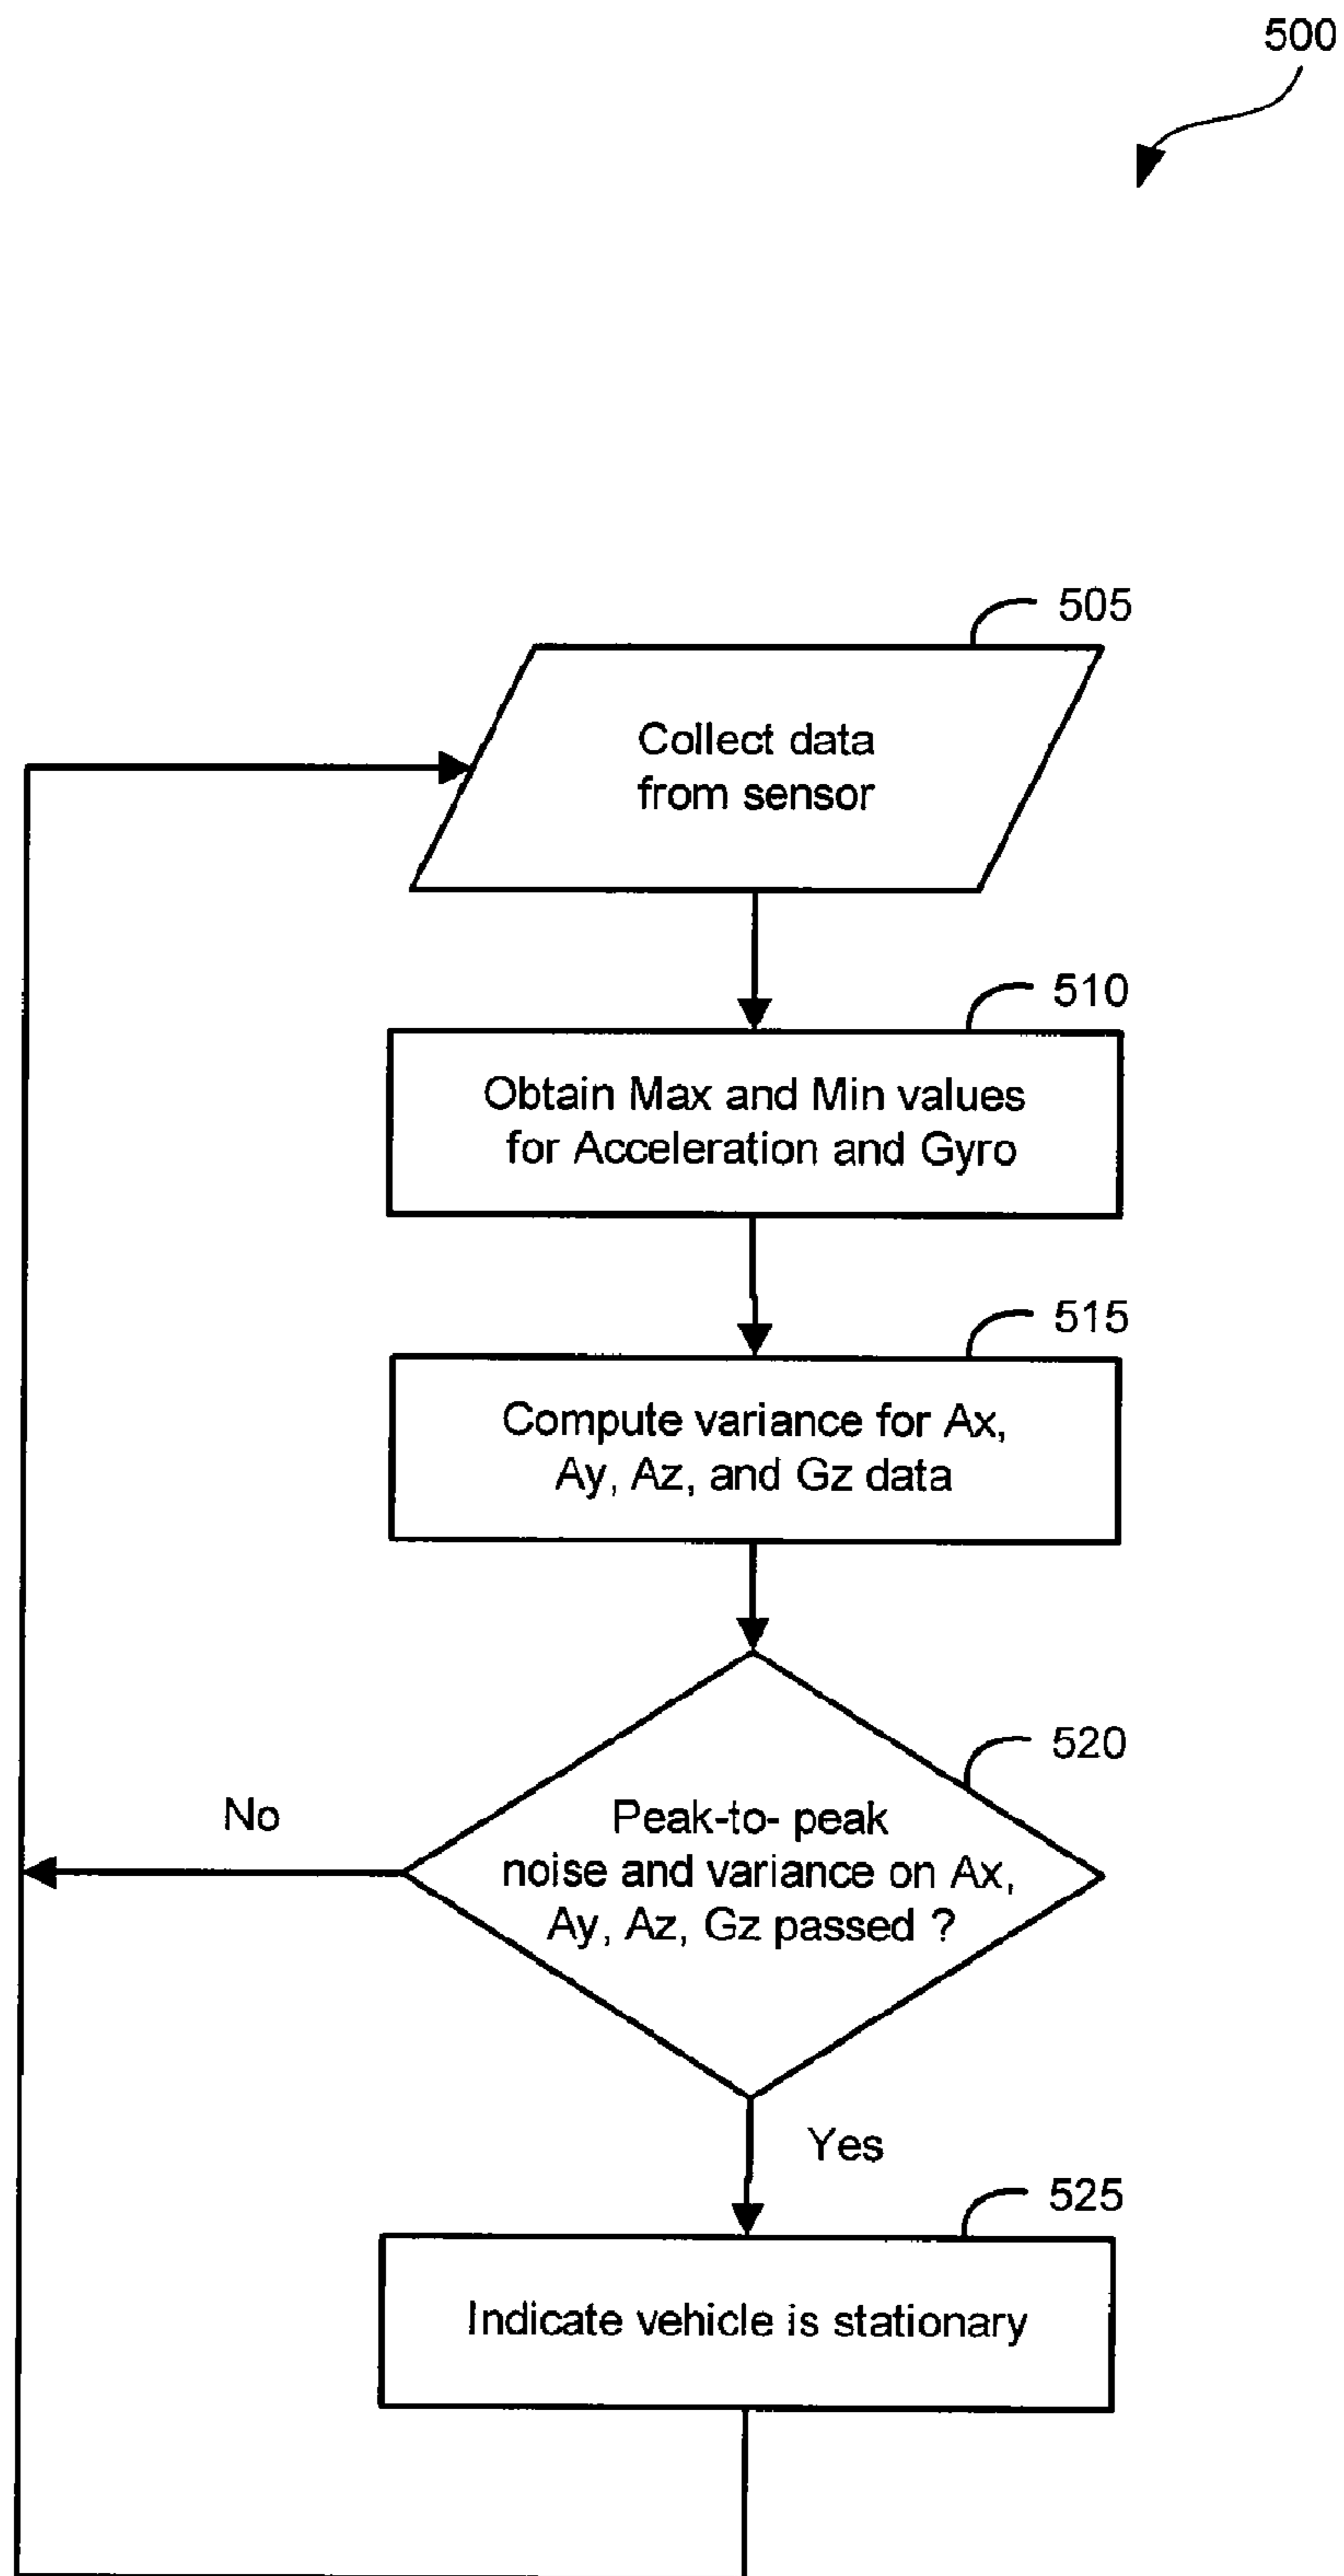 500
505
Collect data
from sensor
510
Obtain Max and Min values
for Acceleration and Gyro
515
Compute variance for Ax,
Ay, Az, and Gz data
520
Peak-to- peak
noise and variance on Ax,
Ay, Az, Gz passed ?
No
Yes
525
Indicate vehicle is stationary